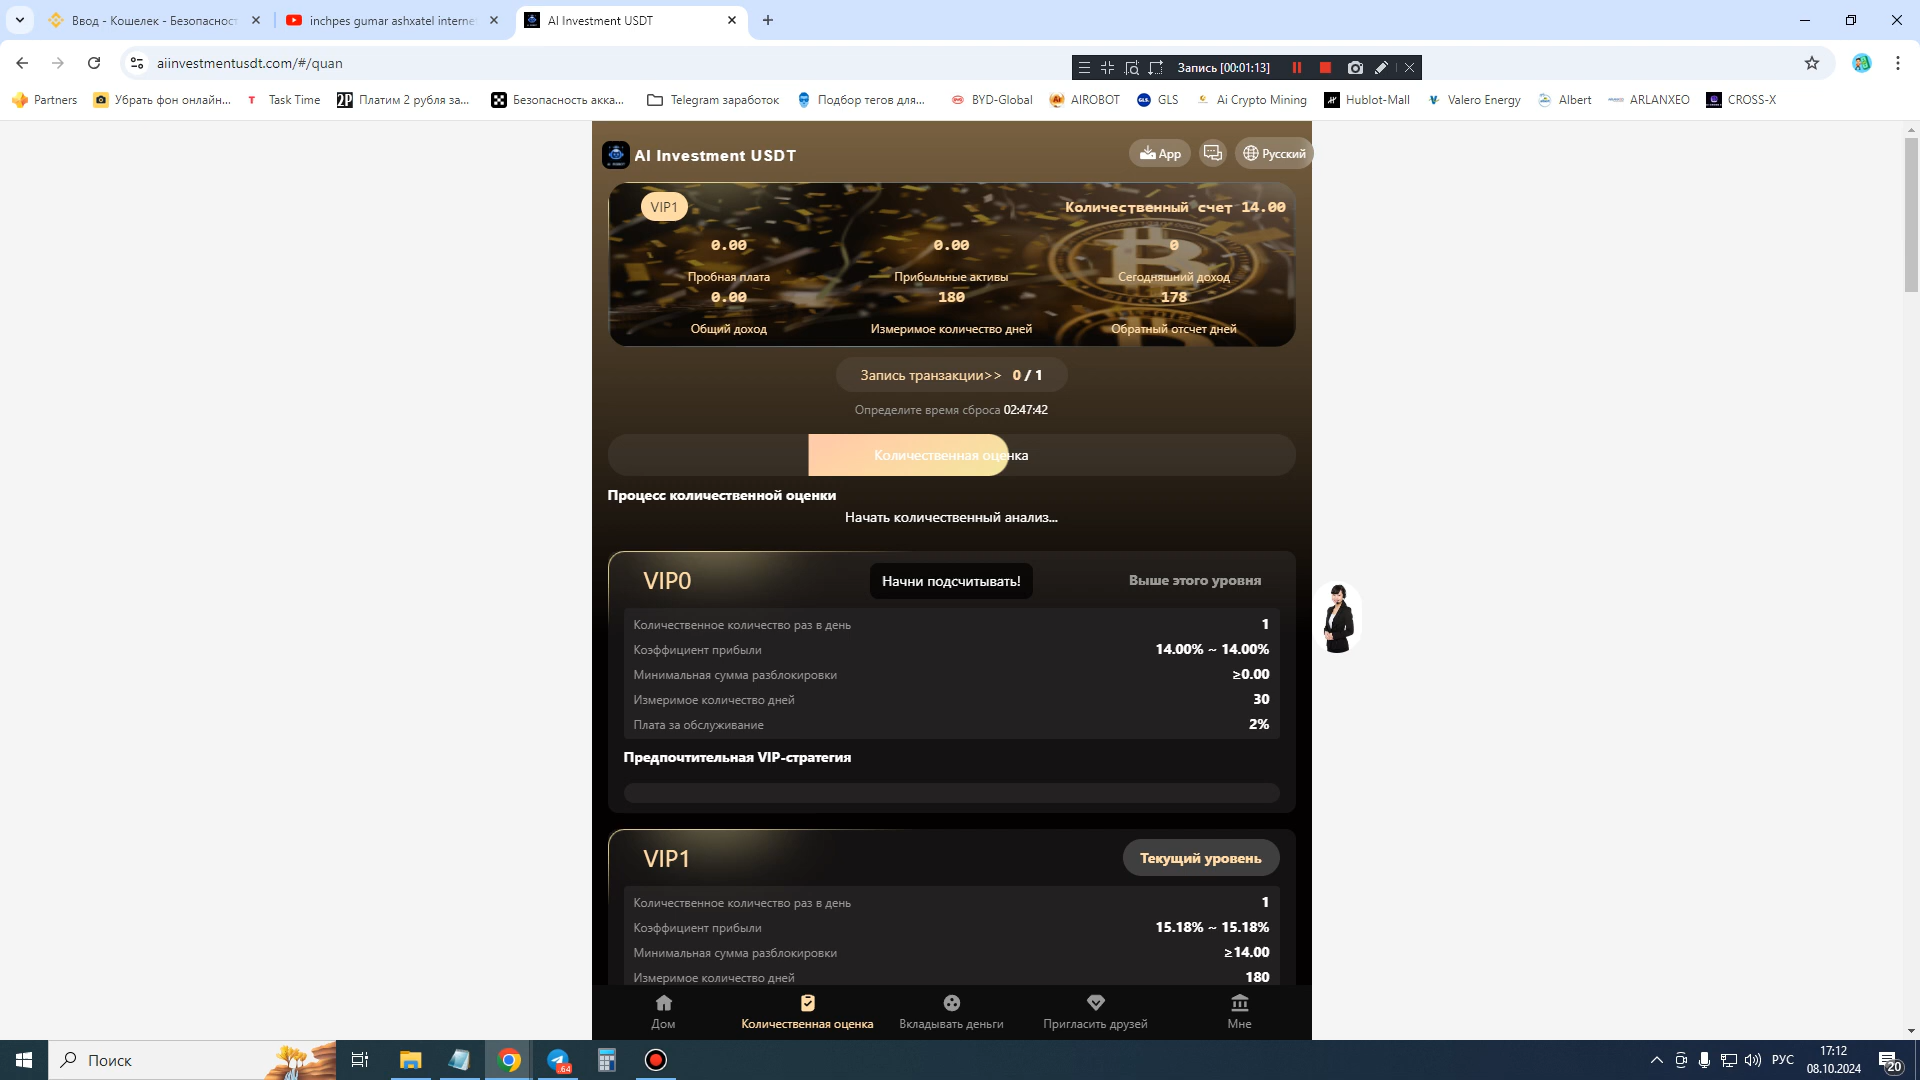 Ввод - Кошелек - Безопаснос
inchpes gumar ashxatel interne
AI Investment USDT
aiinvestmentusdt.com/#/quan
Запись [00:01:13]
Partners
Убрать фон онлайн...
Task Time
Платим 2 рубля за...
Безопасность акка...
Telegram заработок
Подбор тегов для...
BYD-Global
AIROBOT
GLS
Ai Crypto Mining
Hublot-Mall
Valero Energy
Albert
ARLANXEO
CROSS-X
AI Investment USDT
App
Русский
VIP1
Количественный счет 14.00
0.00 0.00 0
Пробная плата Прибыльные активы Сегодняшний доход
0.00 180 178
Общий доход Измеримое количество дней Обратный отсчет дней
Запись транзакции>> 0 / 1
Определите время сброса 02:47:42
Количественная оценка
Процесс количественной оценки
Начать количественный анализ...
VIP0
Начни подсчитывать!
Выше этого уровня
Количественное количество раз в день 1
Коэффициент прибыли 14.00% ~ 14.00%
Минимальная сумма разблокировки ≥0.00
Измеримое количество дней 30
Плата за обслуживание 2%
Предпочтительная VIP-стратегия
VIP1
Текущий уровень
Количественное количество раз в день 1
Коэффициент прибыли 15.18% ~ 15.18%
Минимальная сумма разблокировки ≥14.00
Измеримое количество дней 180
Дом
Количественная оценка
Вкладывать деньги
Пригласить друзей
Мне
Поиск
64
РУС
17:12
08.10.2024
20